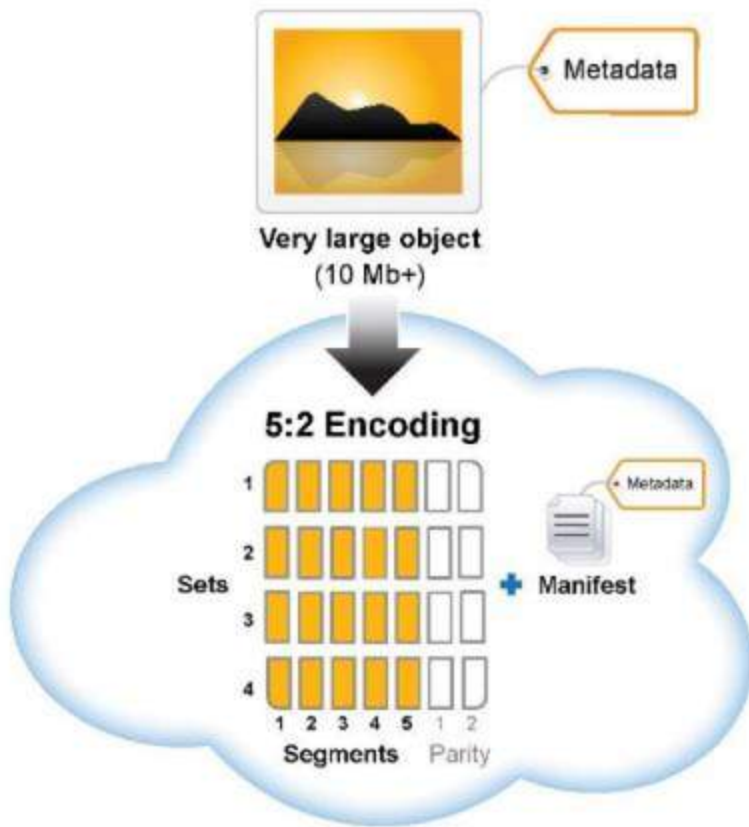 Metadata
Very large object
(10 Mb+)
5:2 Encoding
1
2
3
4
Sets
Metadata
Manifest
1 2 3 4 5 1 2
Segments Parity